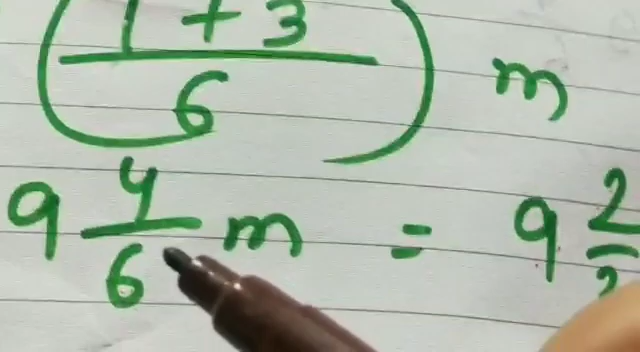 (1 + 3 / 6) m
9 4/6 m = 9 2/